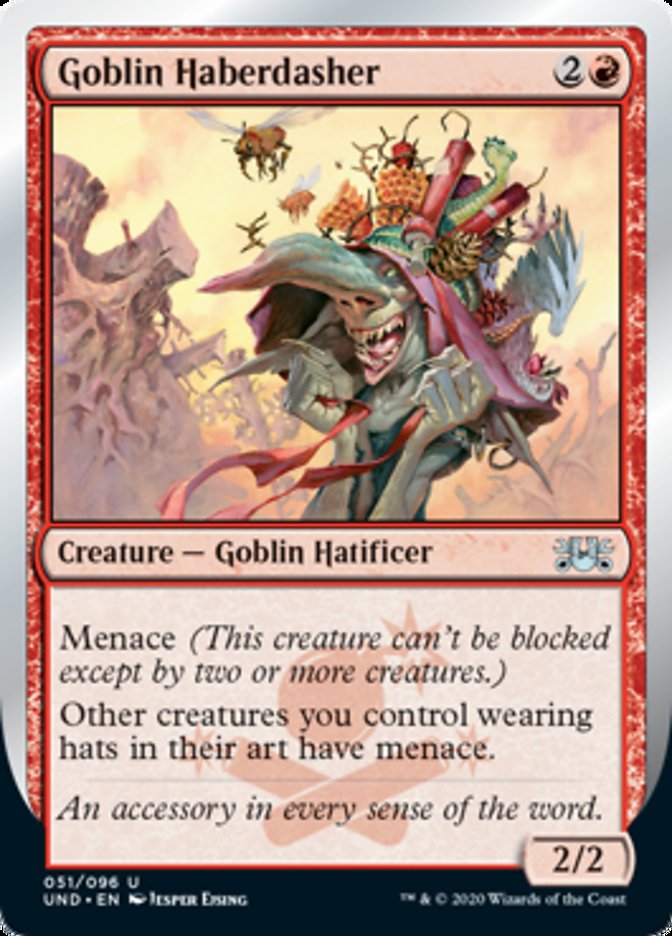 Goblin Haberdasher 2
Creature — Goblin Hatificer
Menace (This creature can't be blocked
except by two or more creatures.)
Other creatures you control wearing
hats in their art have menace.
An accessory in every sense of the word.
2/2
051/096 U
UND • EN Jesper Ejsing
™ & © 2020 Wizards of the Coast